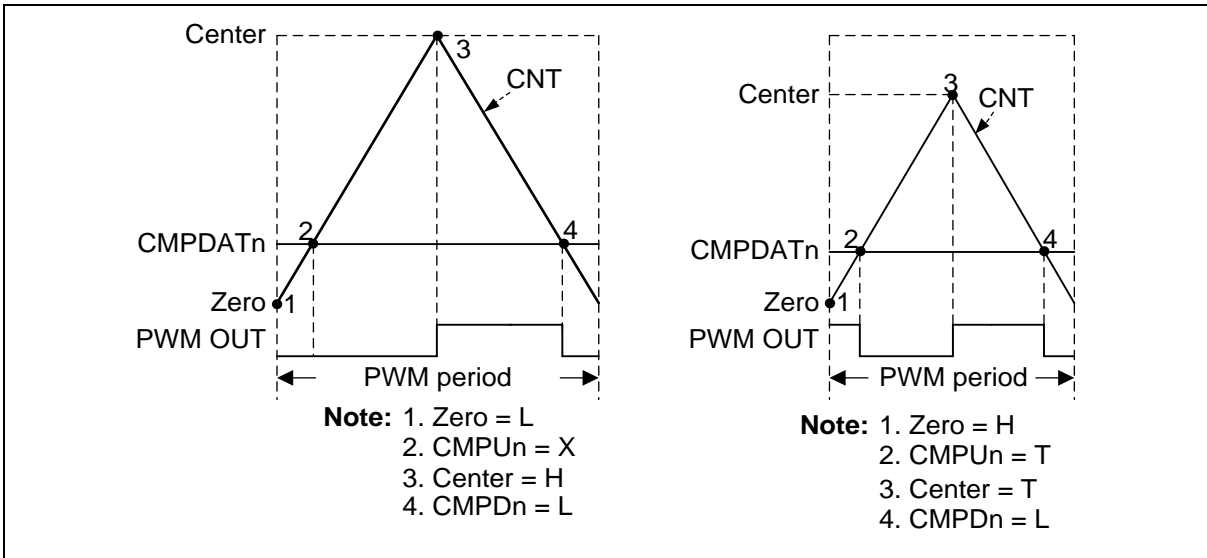 Center
3
CNT
2
4
CMPDATn
Zero
1
PWM OUT
PWM period
Note: 1. Zero = L
2. CMPUn = X
3. Center = H
4. CMPDn = L
3
Center
CNT
2
4
CMPDATn
Zero
1
PWM OUT
PWM period
Note: 1. Zero = H
2. CMPUn = T
3. Center = T
4. CMPDn = L